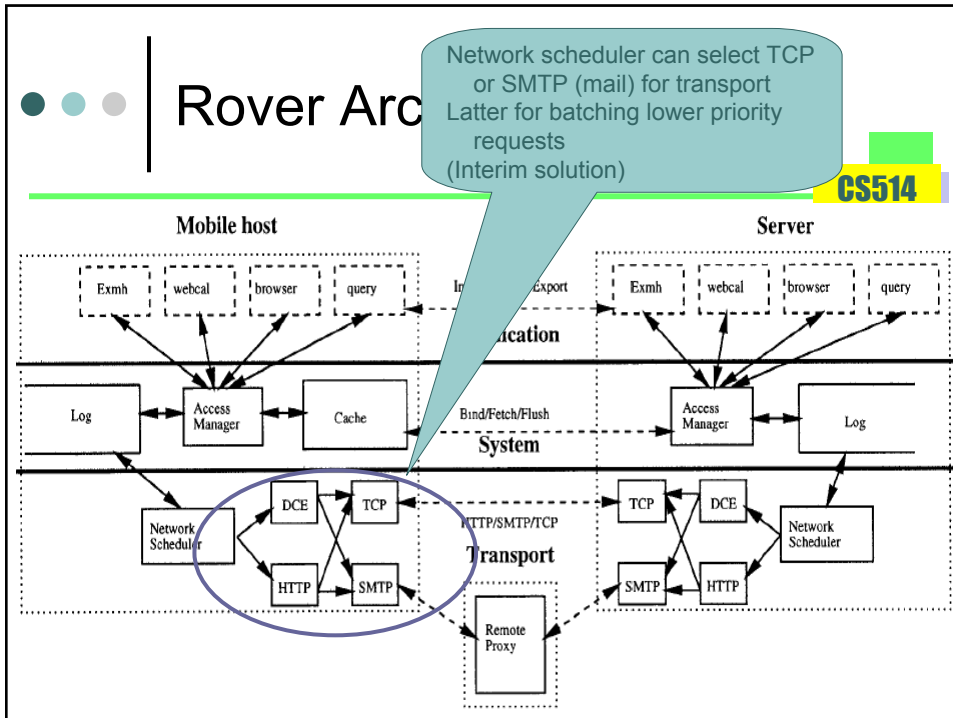 Network scheduler can select TCP
or SMTP (mail) for transport
Latter for batching lower priority
requests
(Interim solution)
Rover Arc
CS514
Mobile host
Server
Exmh
webcal
browser
query
Export
Exmh
webcal
browser
query
ication
Log
Access
Manager
Cache
Bind/Fetch/Flush
Access
Manager
Log
System
Network
Scheduler
DCE
TCP
HTTP
SMTP
HTTP/SMTP/TCP
Transport
Remote
Proxy
TCP
DCE
SMTP
HTTP
Network
Scheduler